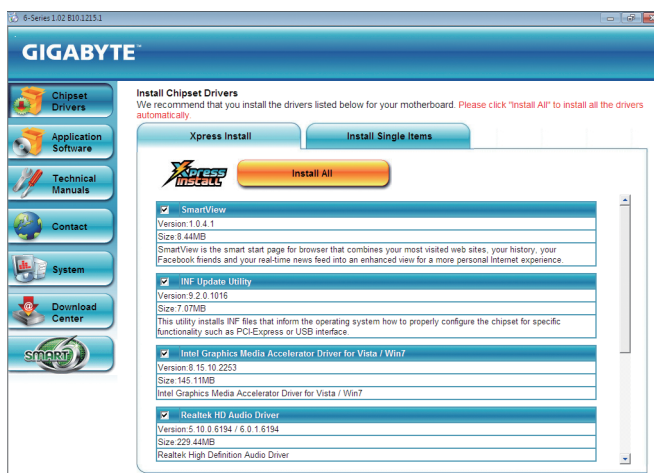 6-Series 1.02 B10.1215.1
GIGABYTE™
Chipset
Drivers
Application
Software
Technical
Manuals
Contact
System
Download
Center
SMART6
Install Chipset Drivers
We recommend that you install the drivers listed below for your motherboard. Please click "Install All" to install all the drivers
automatically.
Xpress Install
Install Single Items
Xpress
Install
Install All
SmartView
Version:1.0.4.1
Size:8.44MB
SmartView is the smart start page for browser that combines your most visited web sites, your history, your
Facebook friends and your real-time news feed into an enhanced view for a more personal Internet experience.
INF Update Utility
Version:9.2.0.1016
Size:7.07MB
This utility installs INF files that inform the operating system how to properly configure the chipset for specific
functionality such as PCI-Express or USB interface.
Intel Graphics Media Accelerator Driver for Vista / Win7
Version:8.15.10.2253
Size:145.11MB
Intel Graphics Media Accelerator Driver for Vista / Win7
Realtek HD Audio Driver
Version:5.10.0.6194 / 6.0.1.6194
Size:229.44MB
Realtek High Definition Audio Driver